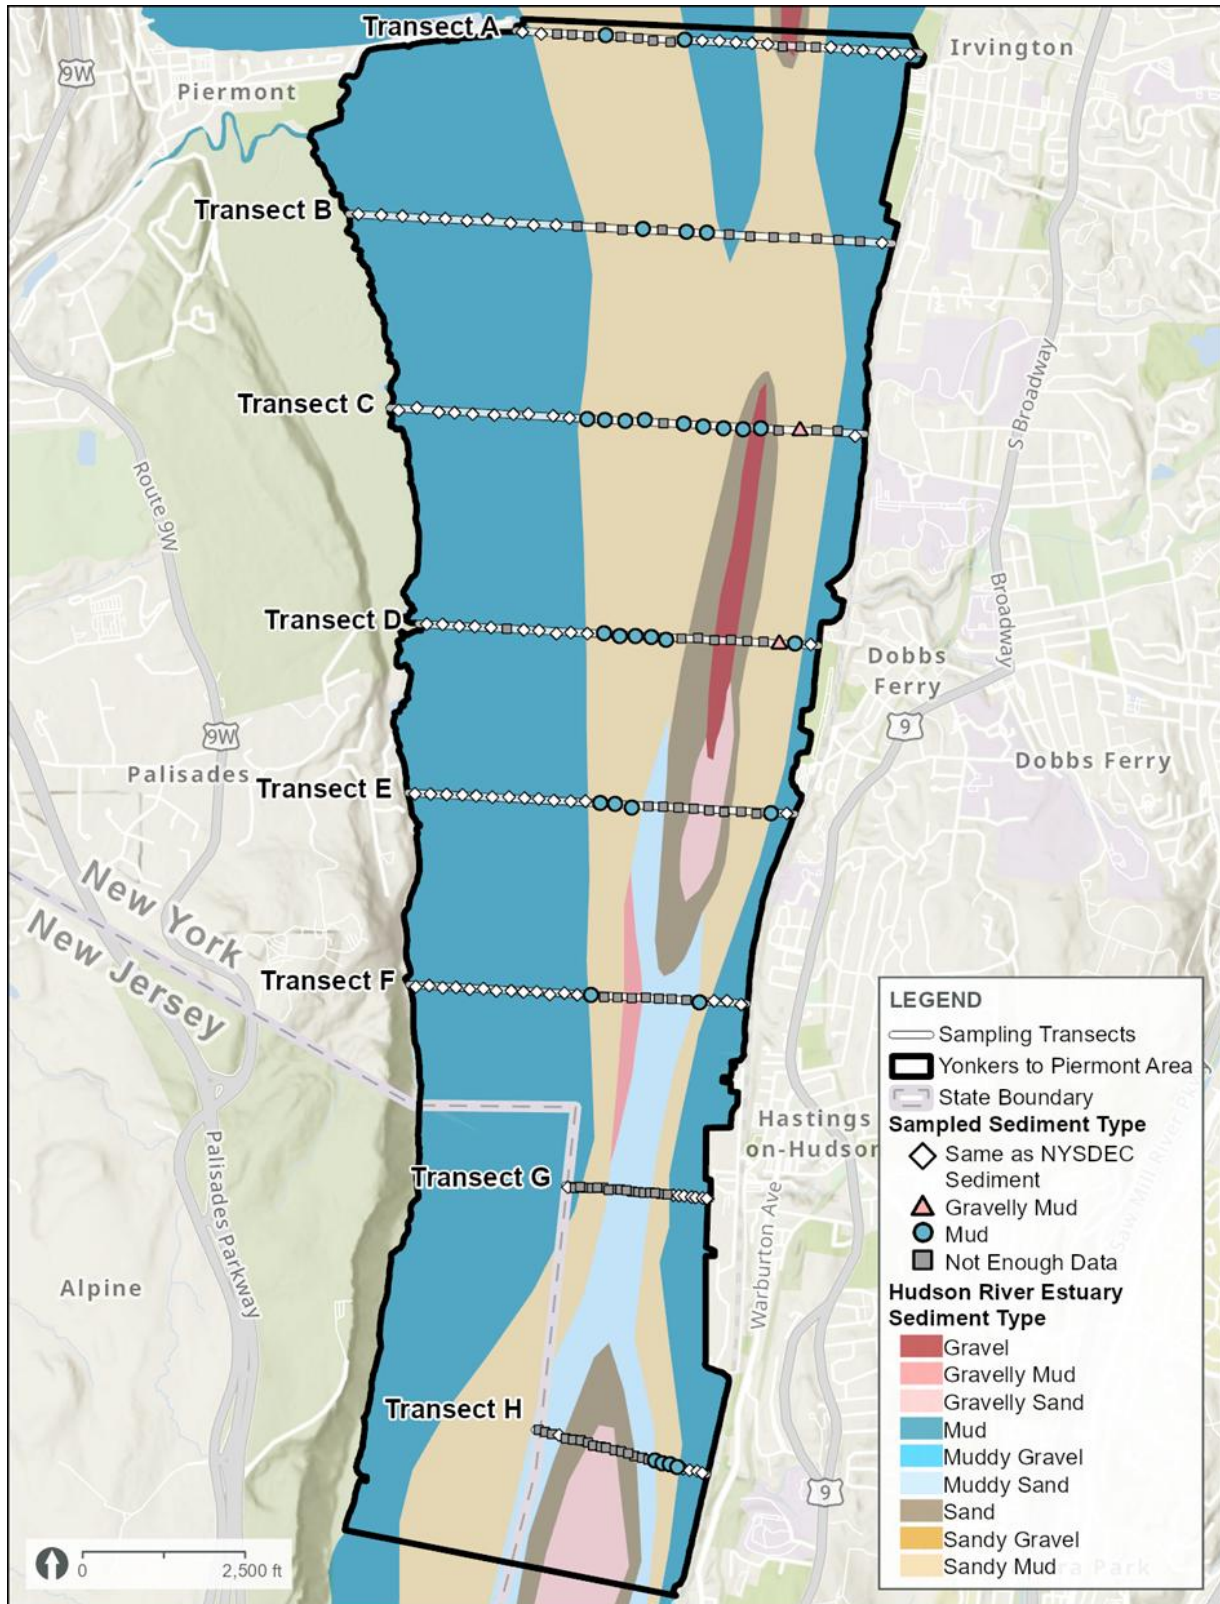 Transect A
Irvington
9W
Piermont
Transect B
S Broadway
Transect C
Route 9W
Broadway
Transect D
Dobbs
Ferry
9
9W
Palisades
Dobbs Ferry
Transect E
New York
New Jersey
Transect F
Hastings
on-Hudson
Palisades Parkway
Transect G
Warburton Ave
Alpine
Transect H
9
0
2,500 ft
LEGEND
Sampling Transects
Yonkers to Piermont Area
State Boundary
Sampled Sediment Type
Same as NYSDEC
Sediment
Gravelly Mud
Mud
Not Enough Data
Hudson River Estuary
Sediment Type
Gravel
Gravelly Mud
Gravelly Sand
Mud
Muddy Gravel
Muddy Sand
Sand
Sandy Gravel
Sandy Mud